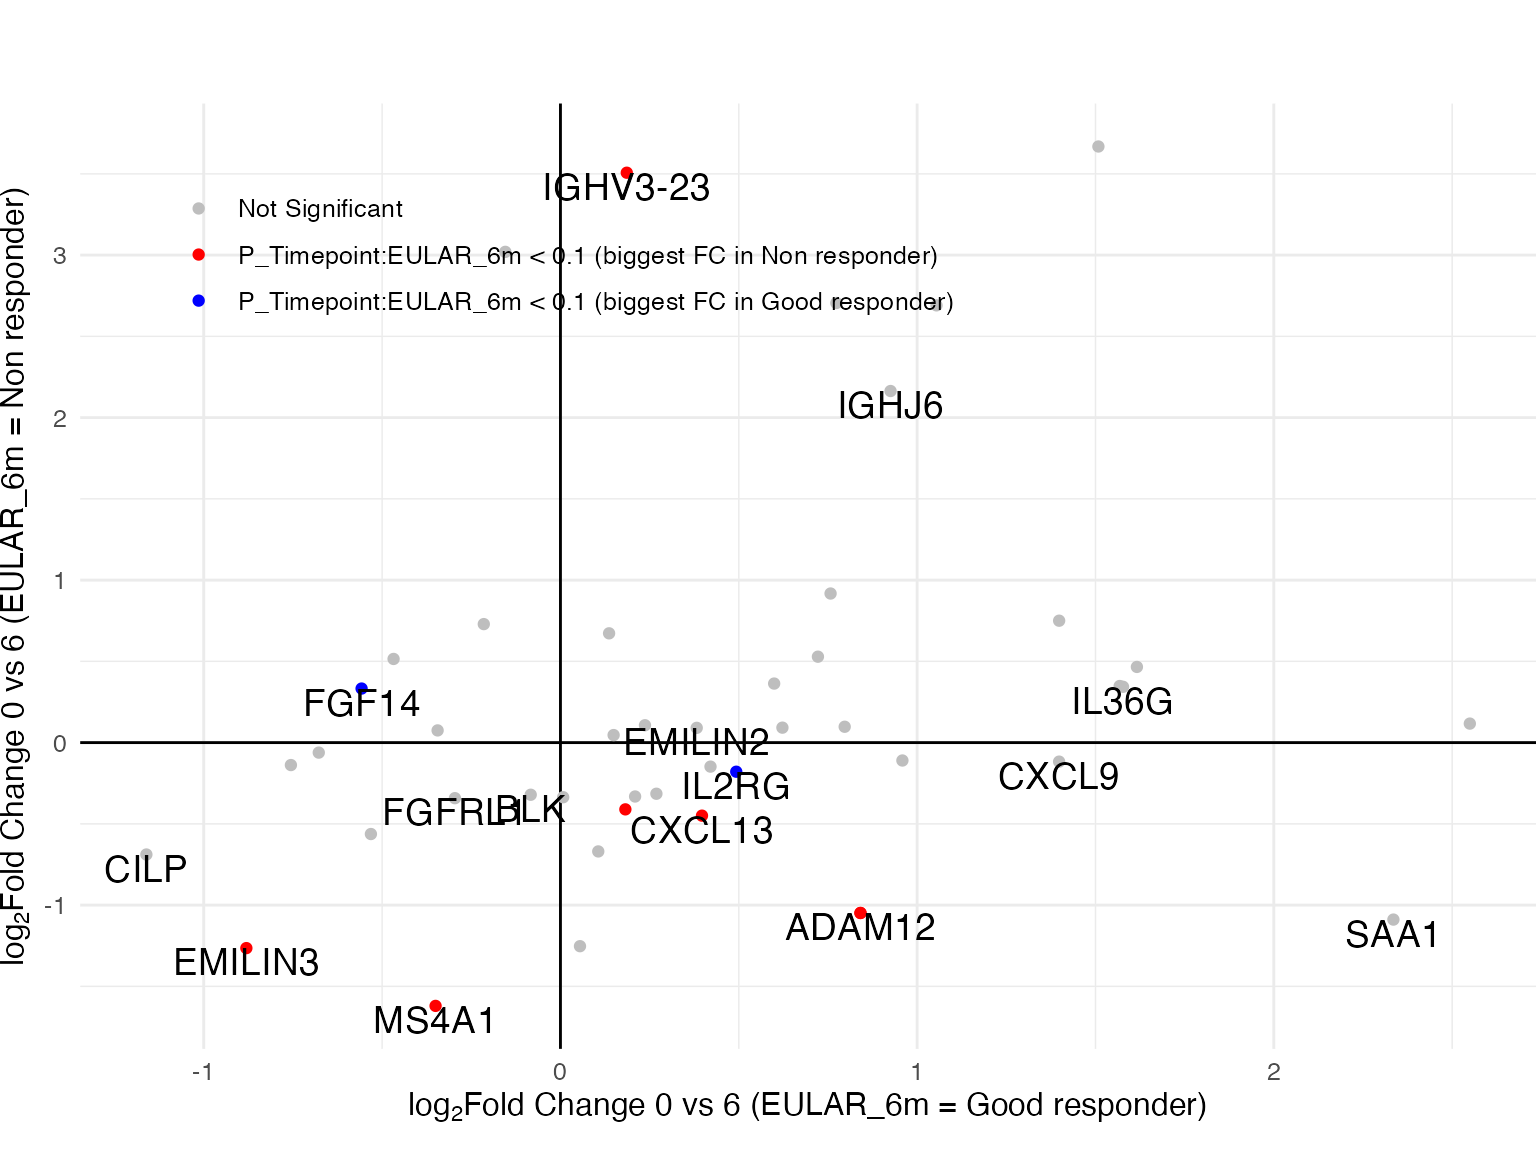 IGHV3-23
Not Significant
P_Timepoint:EULAR_6m < 0.1 (biggest FC in Non responder)
P_Timepoint:EULAR_6m < 0.1 (biggest FC in Good responder)
IGHJ6
FGF14
IL36G
EMILIN2
CXCL9
IL2RG
FGFRL1
BLK
CXCL13
CILP
ADAM12
SAA1
EMILIN3
MS4A1
3
2
1
0
-1
-1
0
1
2
log₂Fold Change 0 vs 6 (EULAR_6m = Non responder)
log₂Fold Change 0 vs 6 (EULAR_6m = Good responder)